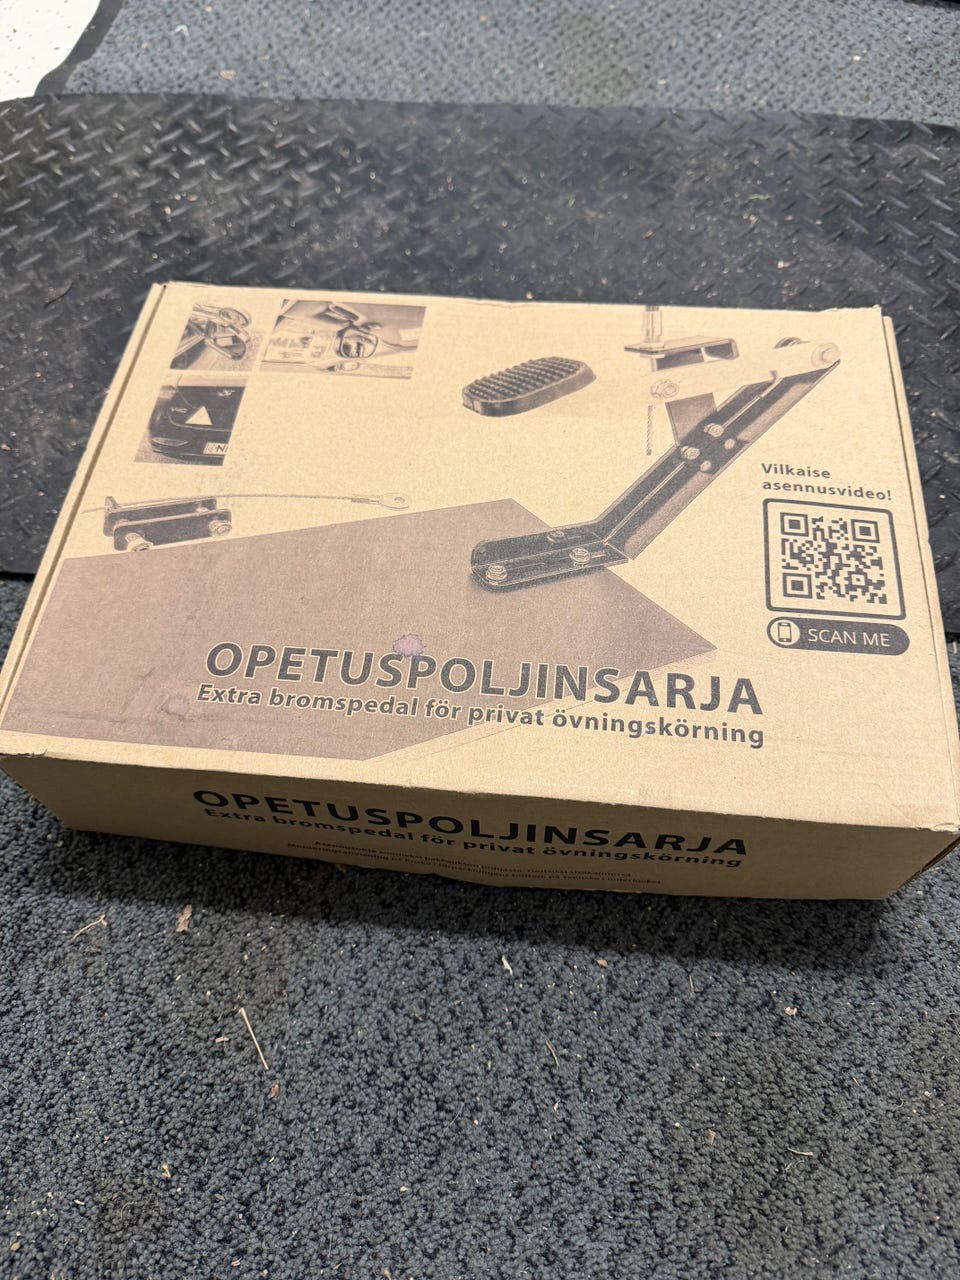 Vilkaise
asennusvideo!
SCAN ME
OPETUSPOLJINSARJA
Extra bromspedal för privat övningskörning
OPETUSPOLJINSARJA
Extra bromspedal för privat övningskörning